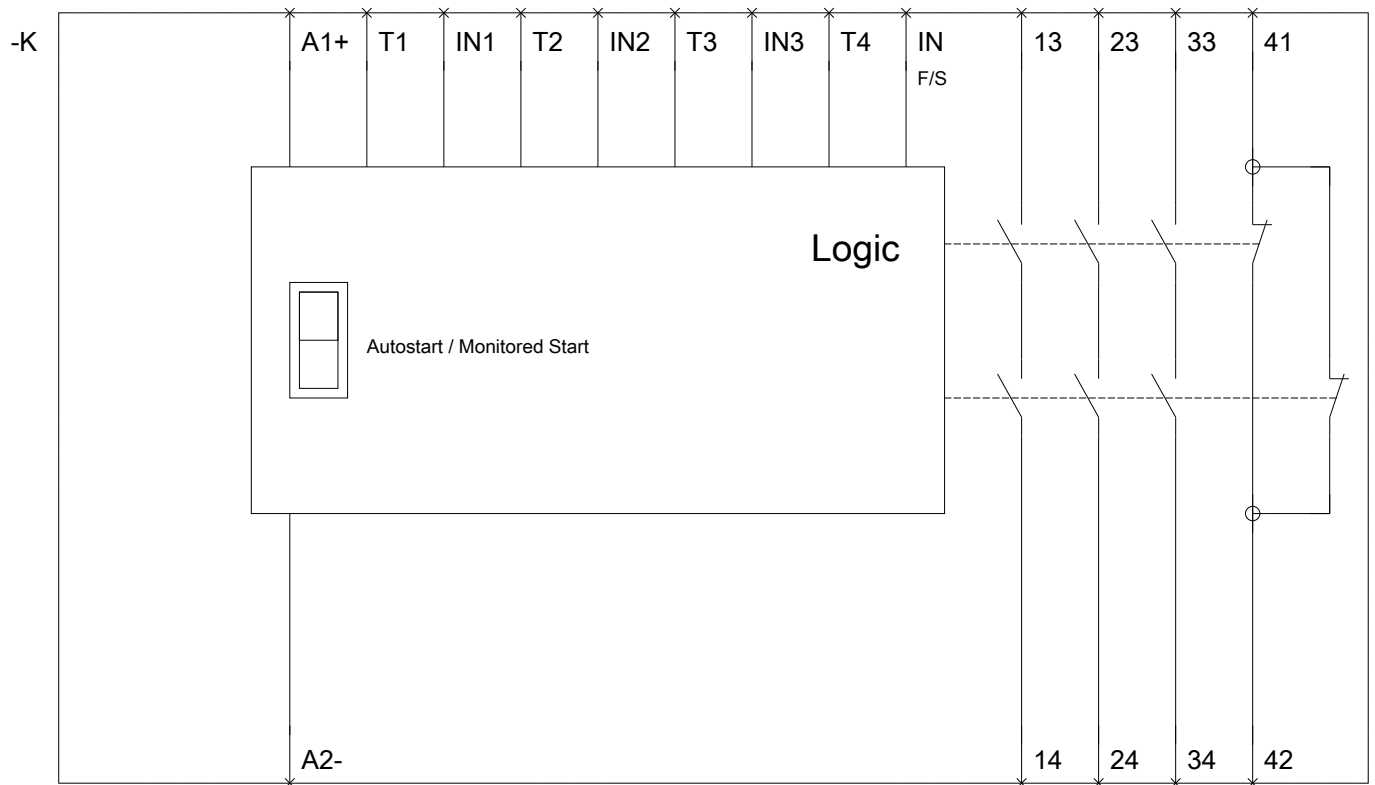 -K A1+ T1 IN1 T2 IN2 T3 IN3 T4 IN 13 23 33 41
F/S
Logic
Autostart / Monitored Start
A2- 14 24 34 42